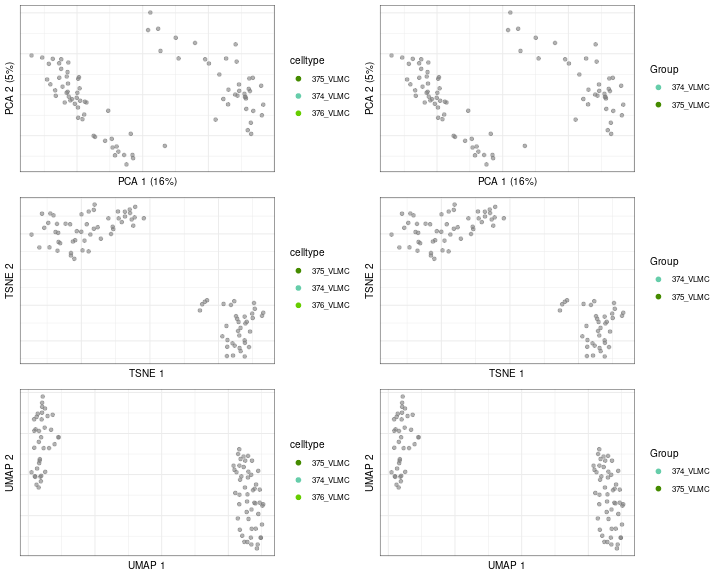 PCA 2 (5%)
PCA 1 (16%)
celltype
375_VLMC
374_VLMC
376_VLMC
PCA 2 (5%)
PCA 1 (16%)
Group
374_VLMC
375_VLMC
TSNE 2
TSNE 1
celltype
375_VLMC
374_VLMC
376_VLMC
TSNE 2
TSNE 1
Group
374_VLMC
375_VLMC
UMAP 2
UMAP 1
celltype
375_VLMC
374_VLMC
376_VLMC
UMAP 2
UMAP 1
Group
374_VLMC
375_VLMC